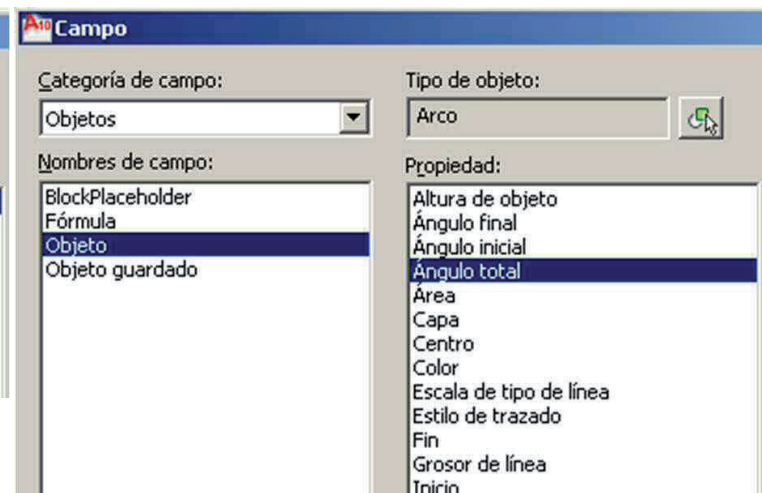 A10 Campo
Categoría de campo:
Objetos
Nombres de campo:
BlockPlaceholder
Fórmula
Objeto
Objeto guardado
Tipo de objeto:
Arco
Propiedad:
Altura de objeto
Ángulo final
Ángulo inicial
Ángulo total
Área
Capa
Centro
Color
Escala de tipo de línea
Estilo de trazado
Fin
Grosor de línea
Inicio